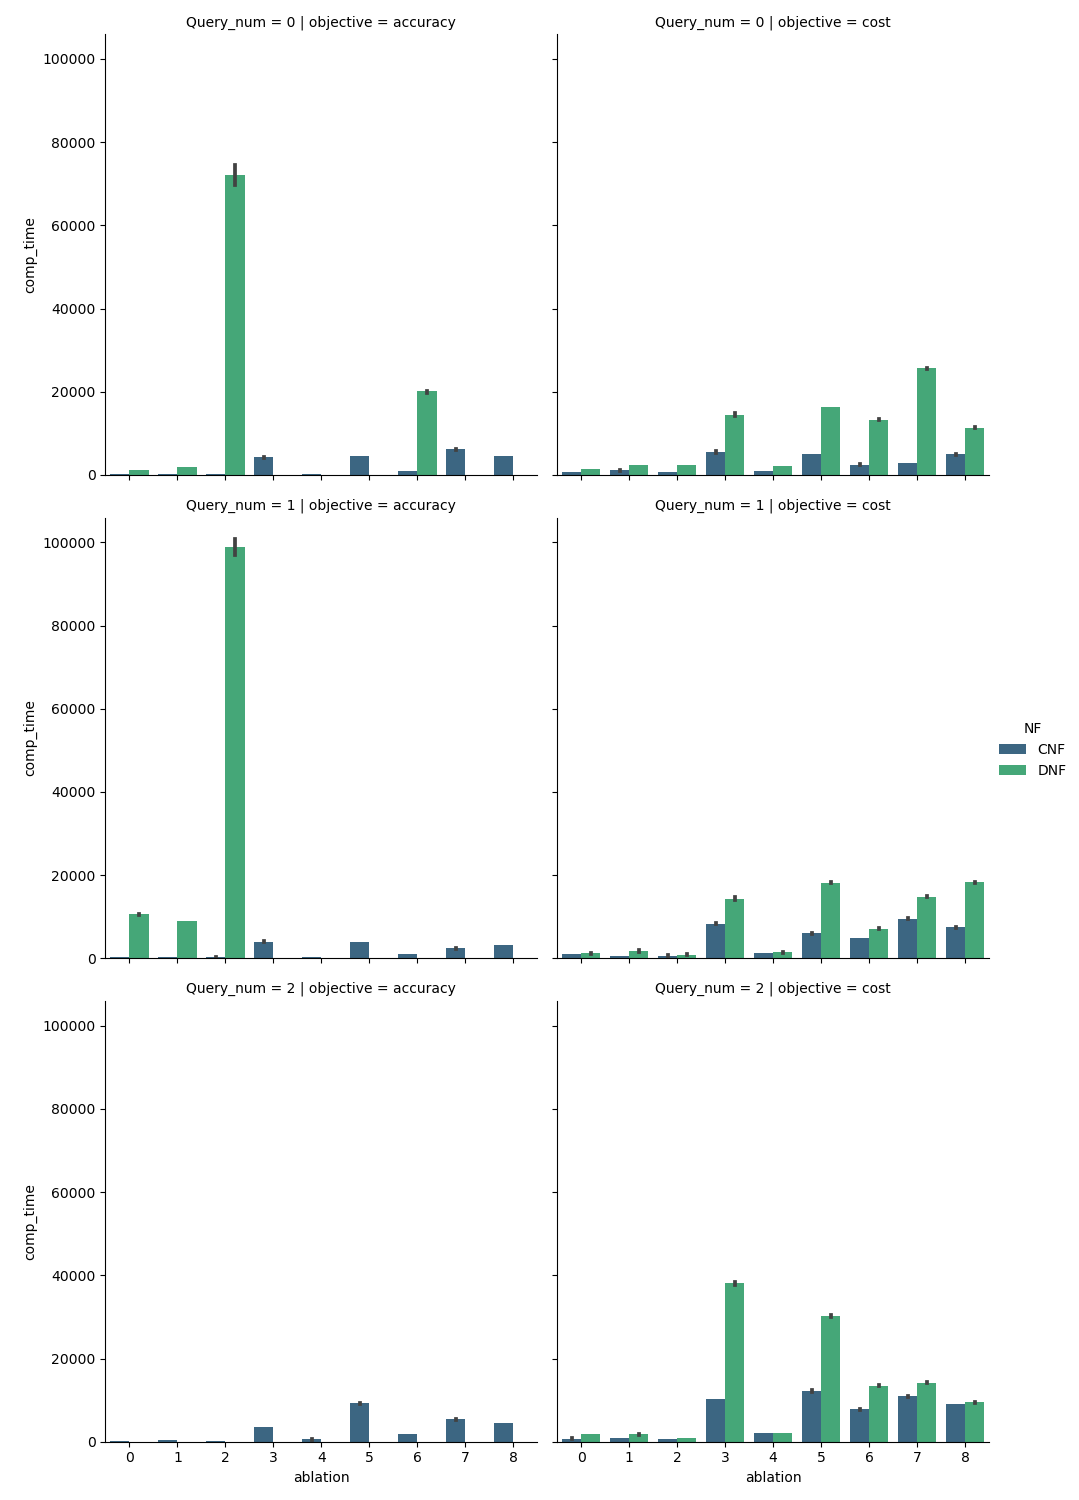 Query_num = 0 | objective = accuracy
Query_num = 0 | objective = cost
100000
80000
60000
40000
20000
0
comp_time
Query_num = 1 | objective = accuracy
Query_num = 1 | objective = cost
100000
80000
60000
40000
20000
0
comp_time
NF
CNF
DNF
Query_num = 2 | objective = accuracy
Query_num = 2 | objective = cost
100000
80000
60000
40000
20000
0
comp_time
0 1 2 3 4 5 6 7 8
ablation
0 1 2 3 4 5 6 7 8
ablation